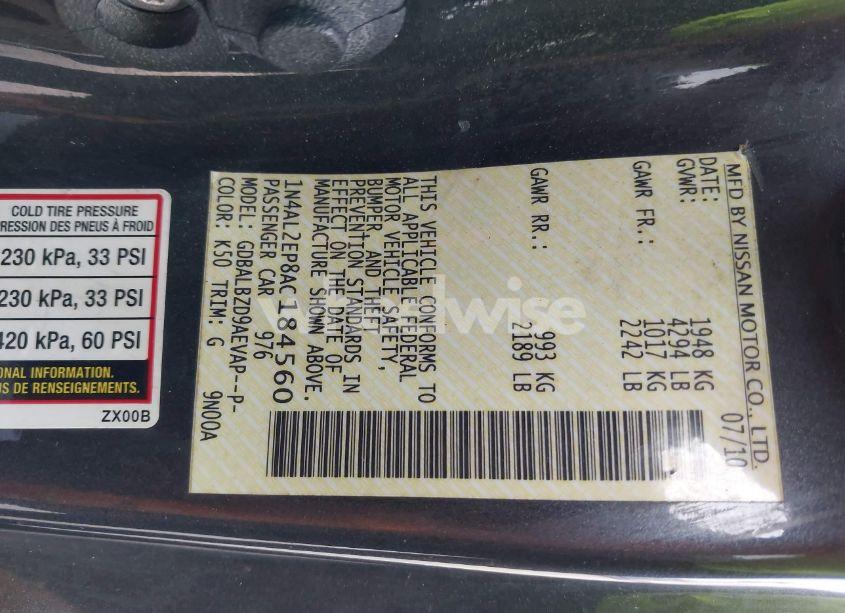 COLD TIRE PRESSURE
RESSION DES PNEUS À FROID
230 kPa, 33 PSI
230 kPa, 33 PSI
420 kPa, 60 PSI
ONAL INFORMATION.
US DE RENSEIGNEMENTS.
ZX00B
MFD BY NISSAN MOTOR CO., LTD.
DATE: 07/10
GVWR: 1948 KG
4294 LB
GAWR FR.: 1017 KG
2242 LB
GAWR RR.: 993 KG
2189 LB
THIS VEHICLE CONFORMS TO
ALL APPLICABLE FEDERAL
MOTOR VEHICLE SAFETY,
BUMPER AND THEFT
PREVENTION STANDARDS IN
EFFECT ON THE DATE OF
MANUFACTURE SHOWN ABOVE.
1N4AL2EP8AC184560
PASSENGER CAR 976
MODEL: GDBALBZD9AEVAP--P-
COLOR: K50 TRIM: G 9N00A